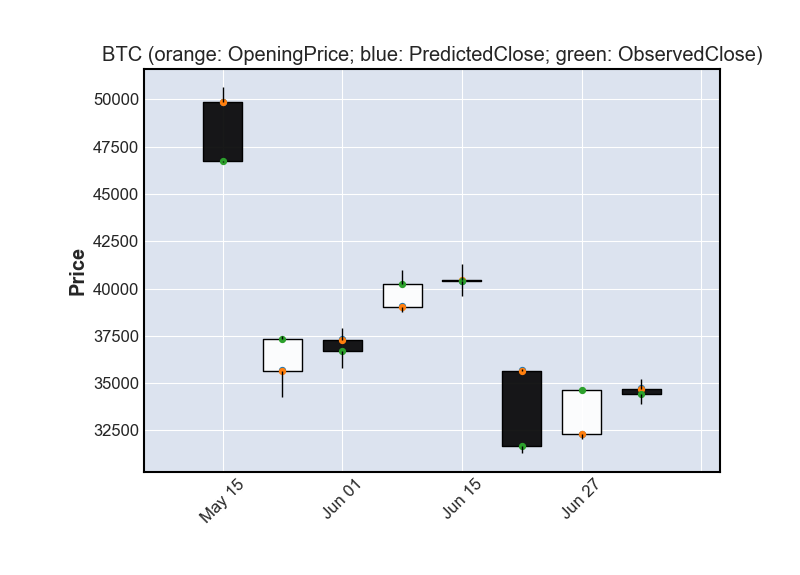 BTC (orange: OpeningPrice; blue: PredictedClose; green: ObservedClose)
50000
47500
45000
42500
40000
37500
35000
32500
Price
May 15
Jun 01
Jun 15
Jun 27